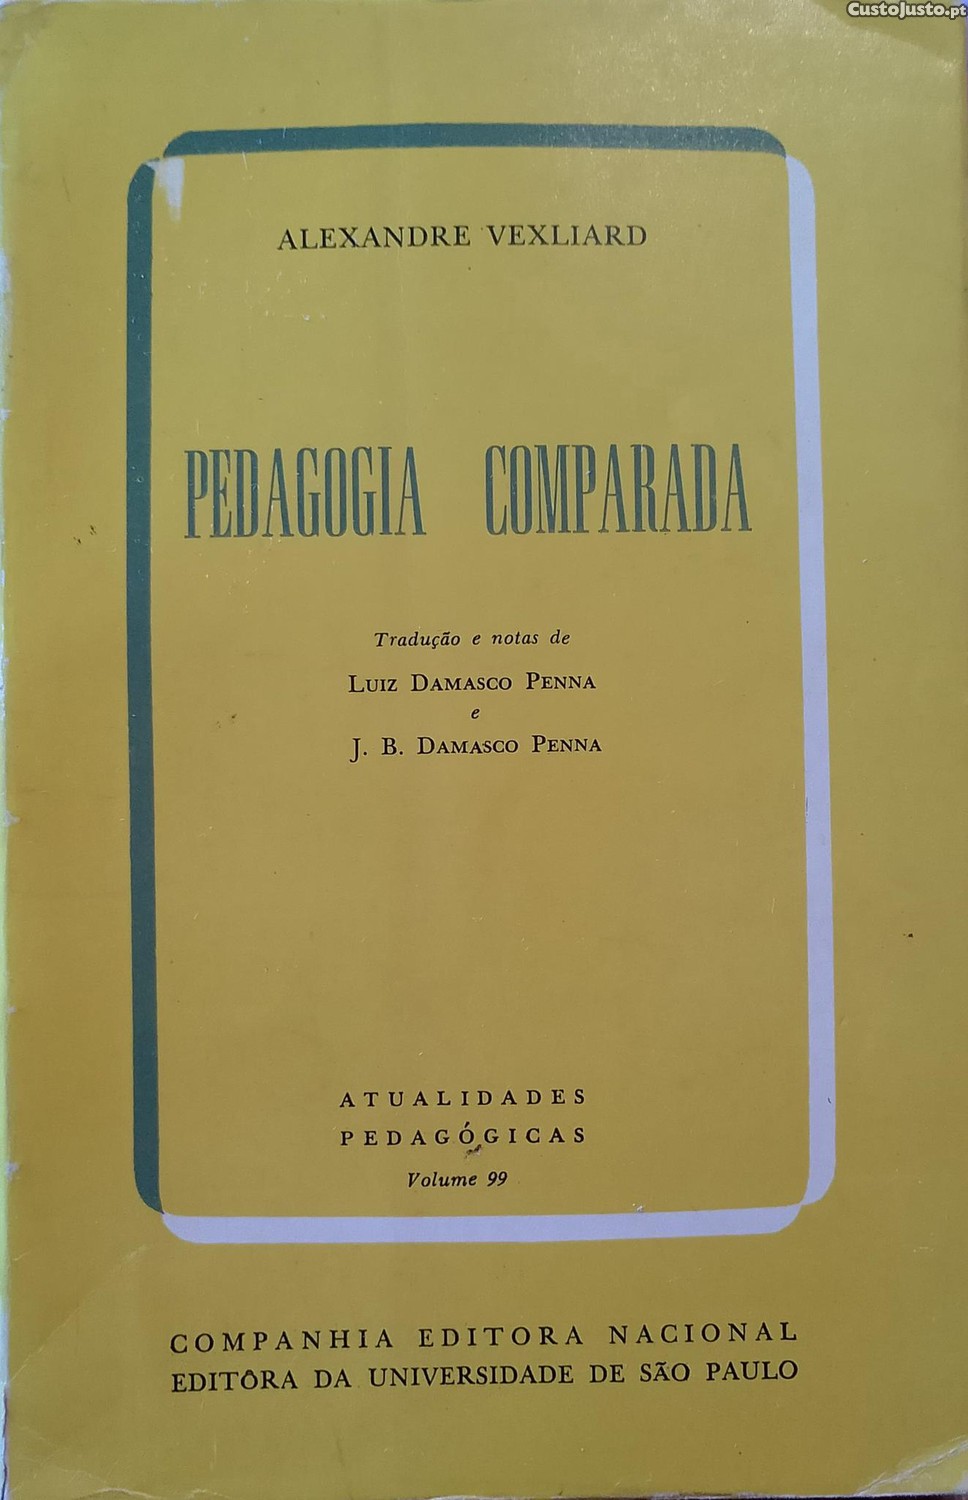 CustoJusto.pt
ALEXANDRE VEXLIARD
PEDAGOGIA COMPARADA
Tradução e notas de
LUIZ DAMASCO PENNA
e
J. B. DAMASCO PENNA
ATUALIDADES
PEDAGÓGICAS
Volume 99
COMPANHIA EDITORA NACIONAL
EDITÔRA DA UNIVERSIDADE DE SÃO PAULO